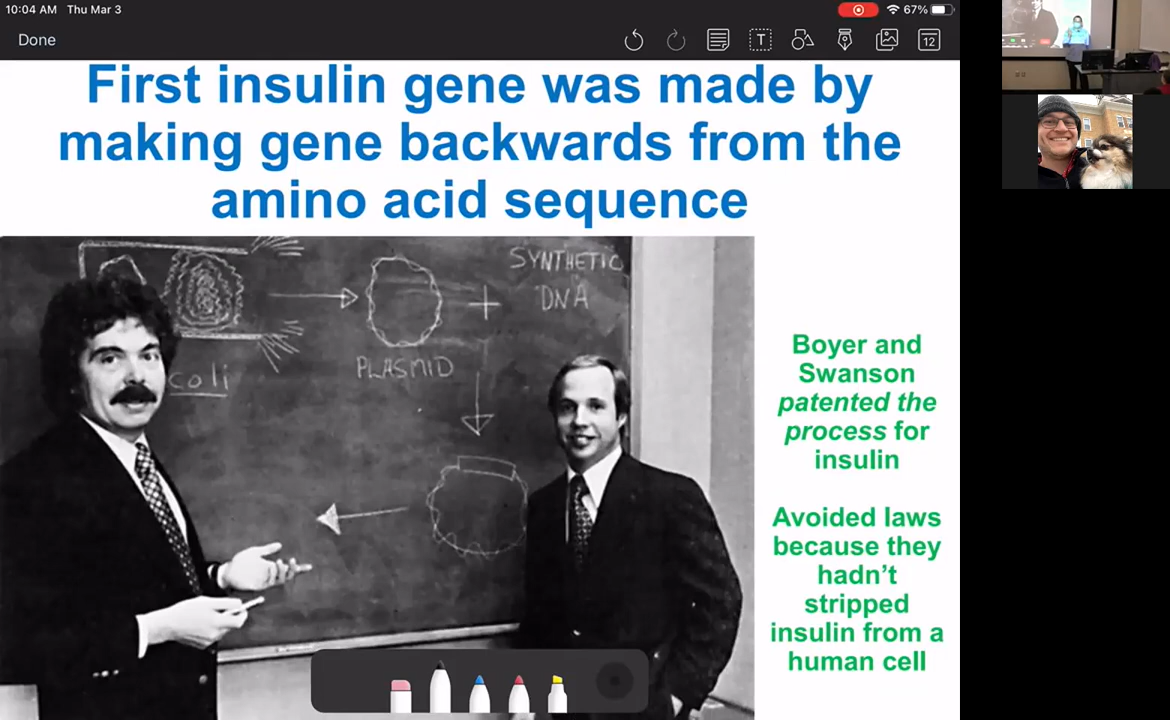 10:04 AM Thu Mar 3
67%
Done
T
12
First insulin gene was made by
making gene backwards from the
amino acid sequence
SYNTHETIC
DNA
PLASMID
coli
Boyer and
Swanson
patented the
process for
insulin
Avoided laws
because they
hadn't
stripped
insulin from a
human cell